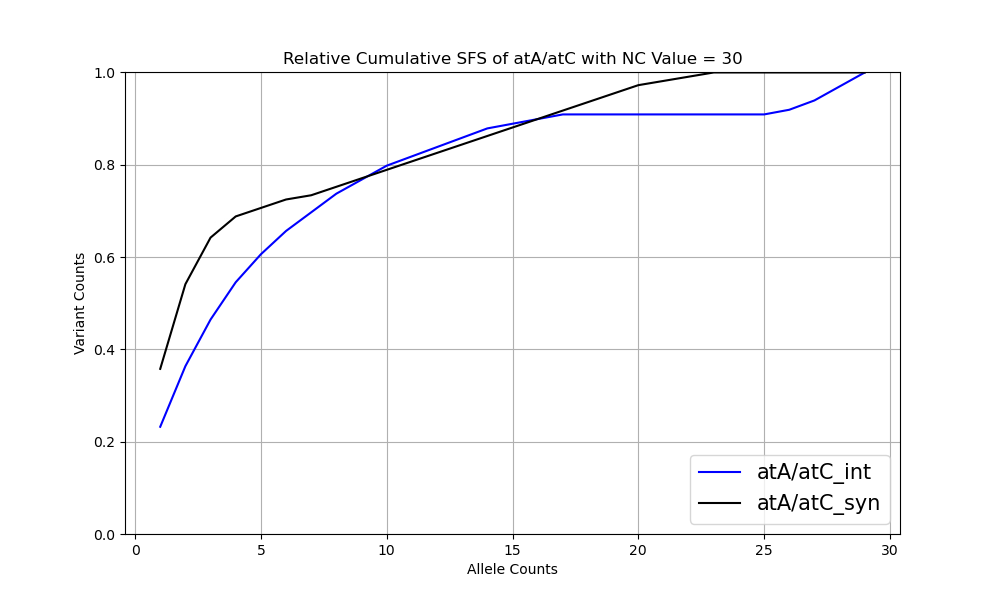 Relative Cumulative SFS of atA/atC with NC Value = 30
1.0
0.8
0.6
0.4
0.2
0.0
Variant Counts
0 5 10 15 20 25 30
Allele Counts
atA/atC_int
atA/atC_syn